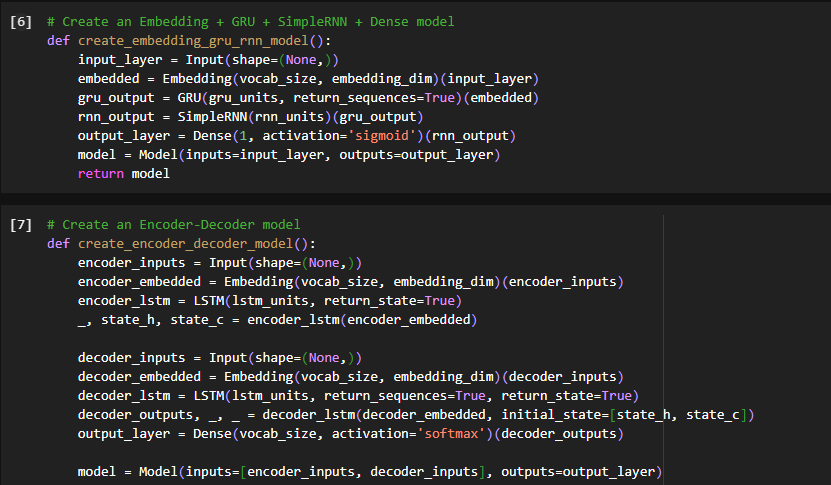 [6] # Create an Embedding + GRU + SimpleRNN + Dense model
def create_embedding_gru_rnn_model():
    input_layer = Input(shape=(None,))
    embedded = Embedding(vocab_size, embedding_dim)(input_layer)
    gru_output = GRU(gru_units, return_sequences=True)(embedded)
    rnn_output = SimpleRNN(rnn_units)(gru_output)
    output_layer = Dense(1, activation='sigmoid')(rnn_output)
    model = Model(inputs=input_layer, outputs=output_layer)
    return model
[7] # Create an Encoder-Decoder model
def create_encoder_decoder_model():
    encoder_inputs = Input(shape=(None,))
    encoder_embedded = Embedding(vocab_size, embedding_dim)(encoder_inputs)
    encoder_lstm = LSTM(lstm_units, return_state=True)
    _, state_h, state_c = encoder_lstm(encoder_embedded)
    decoder_inputs = Input(shape=(None,))
    decoder_embedded = Embedding(vocab_size, embedding_dim)(decoder_inputs)
    decoder_lstm = LSTM(lstm_units, return_sequences=True, return_state=True)
    decoder_outputs, _, _ = decoder_lstm(decoder_embedded, initial_state=[state_h, state_c])
    output_layer = Dense(vocab_size, activation='softmax')(decoder_outputs)
    model = Model(inputs=[encoder_inputs, decoder_inputs], outputs=output_layer)